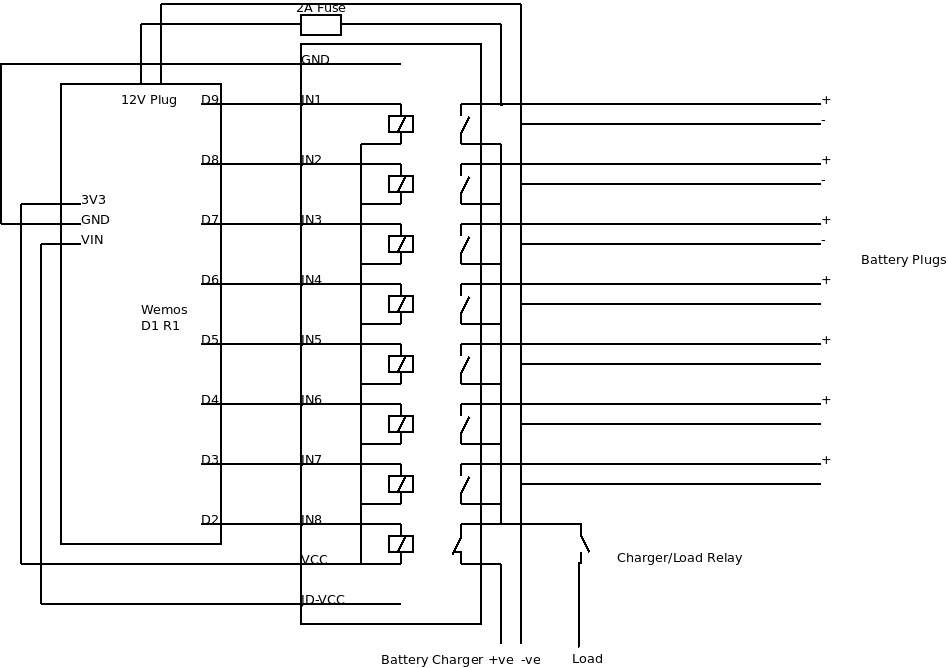 2A Fuse
GND
12V Plug
D9 IN1 +
-
D8 IN2 +
-
3V3
GND D7 IN3 +
VIN -
Battery Plugs
D6 IN4 +
Wemos
D1 R1
D5 IN5 +
D4 IN6 +
D3 IN7 +
D2 IN8
VCC Charger/Load Relay
JD-VCC
Battery Charger +ve -ve Load